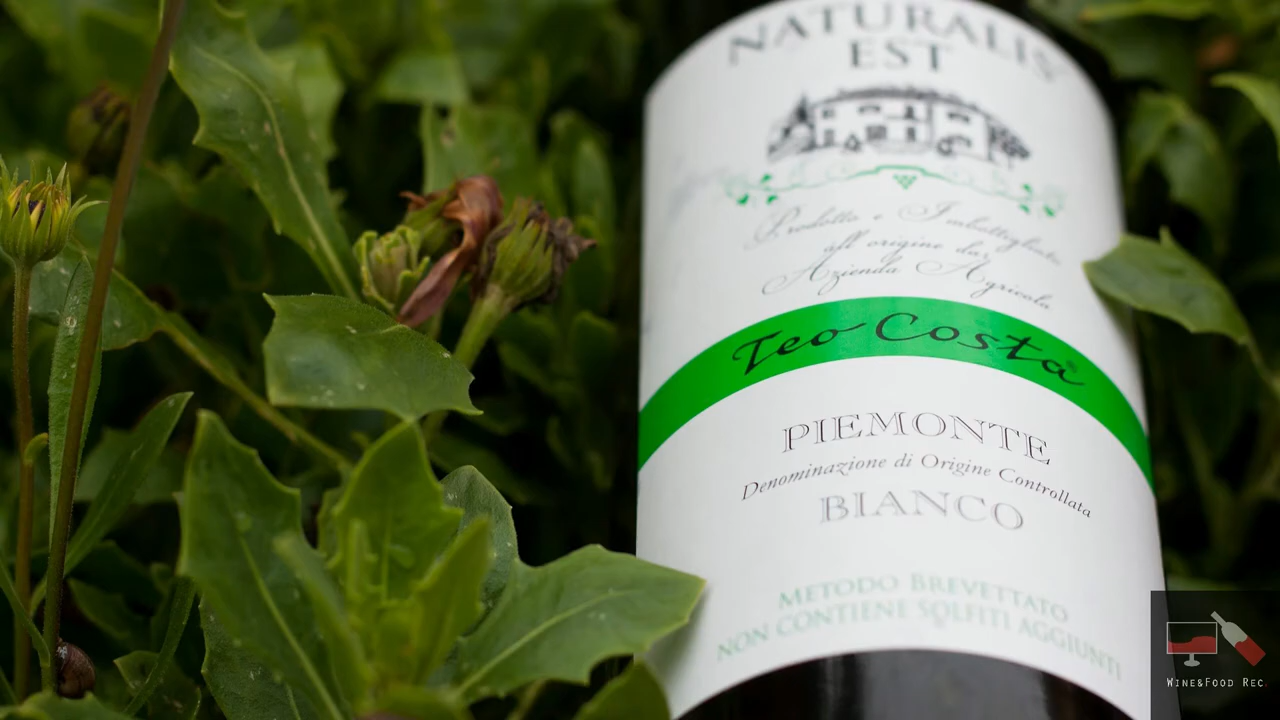 NATURALIS
EST
Prodotto e Imbottigliato
all'origine dar
Azienda Agricola
Teo Costa
PIEMONTE
Denominazione di Origine Controllata
BIANCO
METODO BREVETTATO
NON CONTIENE SOLFITI AGGIUNTI
WINE&FOOD REC.